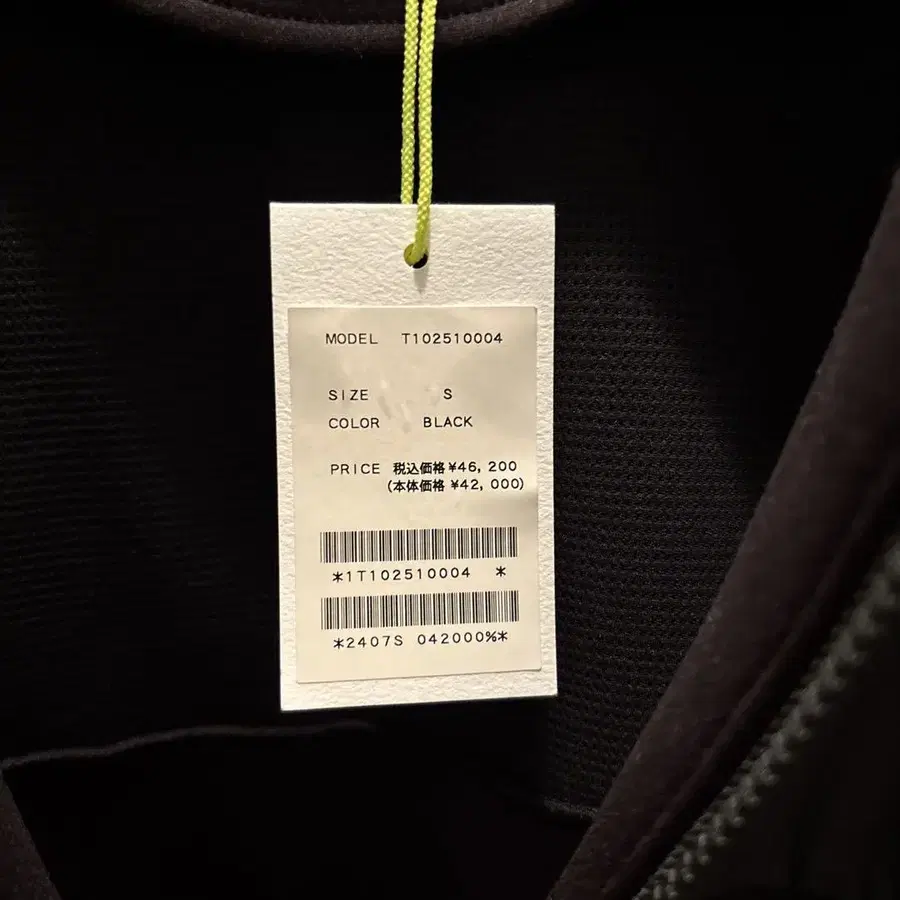 MODEL T102510004
SIZE S
COLOR BLACK
PRICE 税込価格 ¥46,200
(本体価格 ¥42,000)
*1T102510004 *
*2407S 042000%*